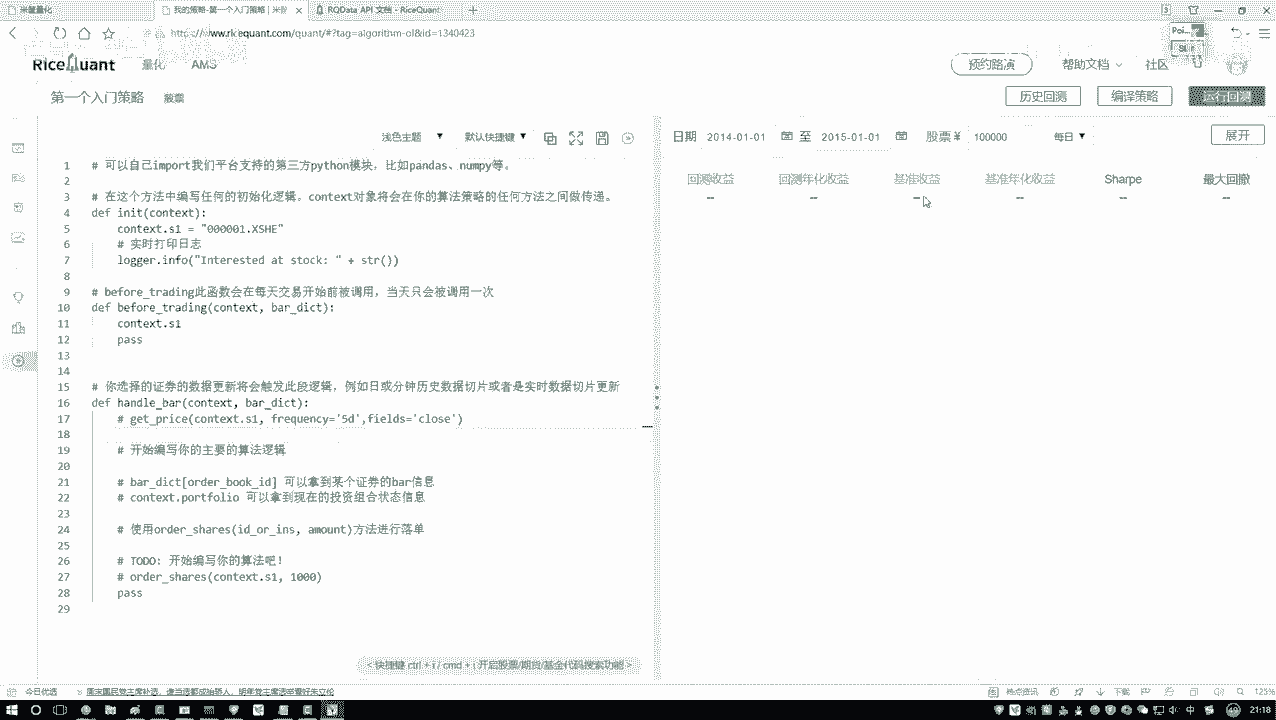 米筐量化
我的策略-第一个入门策略 | 米筐
RQData API 文档 - RiceQuant
www.ricequant.com/quant/#?tag=algorithm-ol&id=1340423
RiceQuant
量化
AMS
预约路演
帮助文档
社区
第一个入门策略
股票
历史回测
编译策略
运行回测
浅色主题
默认快捷键
日期 2014-01-01 至 2015-01-01 股票 ¥ 100000 每日
展开
回测收益 回测年化收益 基准收益 基准年化收益 Sharpe 最大回撤
-- -- -- -- -- --
1 # 可以自己import我们平台支持的第三方python模块，比如pandas、numpy等。
2
3 # 在这个方法中编写任何的初始化逻辑。context对象将会在你的算法策略的任何方法之间做传递。
4 def init(context):
5 context.s1 = "000001.XSHE"
6 # 实时打印日志
7 logger.info("Interested at stock: " + str())
8
9 # before_trading此函数会在每天交易开始前被调用，当天只会被调用一次
10 def before_trading(context, bar_dict):
11 context.s1
12 pass
13
14
15 # 你选择的证券的数据更新将会触发此段逻辑，例如日或分钟历史数据切片或者是实时数据切片更新
16 def handle_bar(context, bar_dict):
17 # get_price(context.s1, frequency='5d',fields='close')
18
19 # 开始编写你的主要的算法逻辑
20
21 # bar_dict[order_book_id] 可以拿到某个证券的bar信息
22 # context.portfolio 可以拿到现在的投资组合状态信息
23
24 # 使用order_shares(id_or_ins, amount)方法进行落单
25
26 # TODO: 开始编写你的算法吧！
27 # order_shares(context.s1, 1000)
28 pass
29
< 快捷键 ctrl + i / cmd + i 开启股票/期货/基金代码搜索功能 >
今日优选
热点资讯
下载
125%
中
21:18